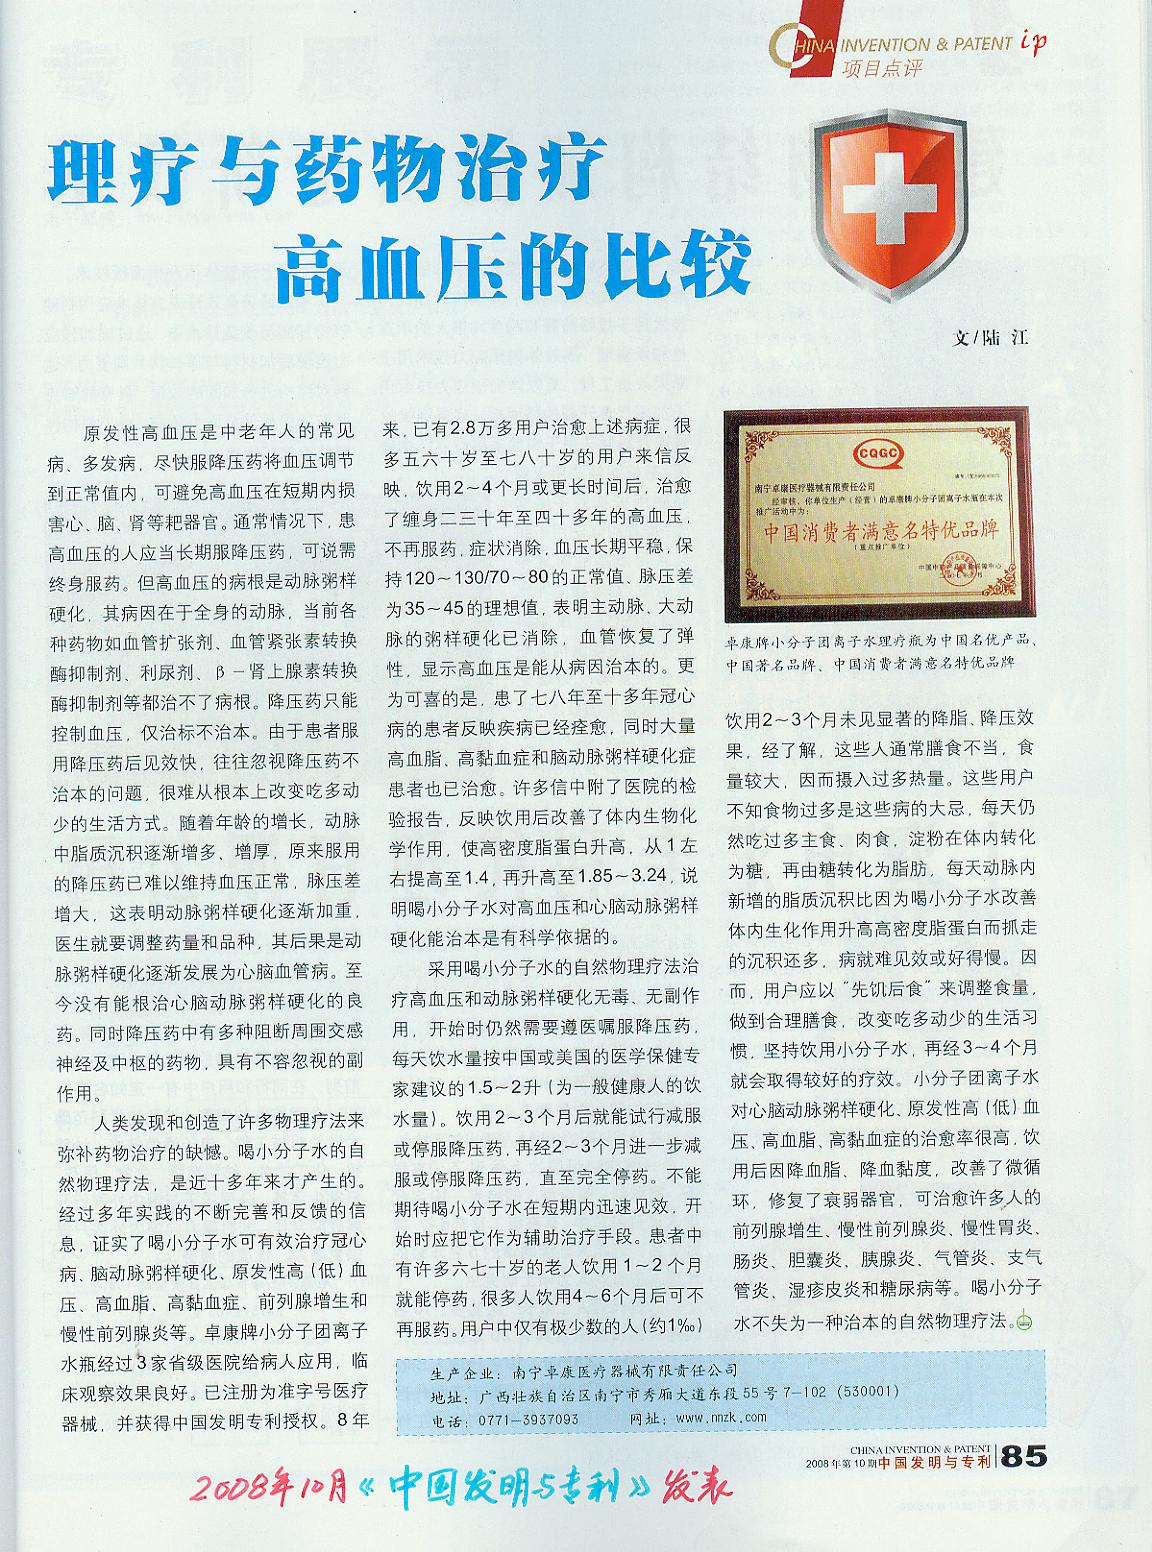 CHINA INVENTION & PATENT ip
项目点评
理疗与药物治疗
高血压的比较
文/陆 江
原发性高血压是中老年人的常见
病、多发病，尽快服降压药将血压调节
到正常值内，可避免高血压在短期内损
害心、脑、肾等耙器官。通常情况下，患
高血压的人应当长期服降压药，可说需
终身服药。但高血压的病根是动脉粥样
硬化，其病因在于全身的动脉，当前各
种药物如血管扩张剂、血管紧张素转换
酶抑制剂、利尿剂、β－肾上腺素转换
酶抑制剂等都治不了病根。降压药只能
控制血压，仅治标不治本。由于患者服
用降压药后见效快，往往忽视降压药不
治本的问题，很难从根本上改变吃多动
少的生活方式。随着年龄的增长，动脉
中脂质沉积逐渐增多、增厚，原来服用
的降压药已难以维持血压正常，脉压差
增大，这表明动脉粥样硬化逐渐加重，
医生就要调整药量和品种，其后果是动
脉粥样硬化逐渐发展为心脑血管病。至
今没有能根治心脑动脉粥样硬化的良
药。同时降压药中有多种阻断周围交感
神经及中枢的药物，具有不容忽视的副
作用。
人类发现和创造了许多物理疗法来
弥补药物治疗的缺憾。喝小分子水的自
然物理疗法，是近十多年来才产生的。
经过多年实践的不断完善和反馈的信
息，证实了喝小分子水可有效治疗冠心
病、脑动脉粥样硬化、原发性高（低）血
压、高血脂、高黏血症、前列腺增生和
慢性前列腺炎等。卓康牌小分子团离子
水瓶经过3家省级医院给病人应用，临
床观察效果良好。已注册为准字号医疗
器械，并获得中国发明专利授权。8年
来，已有2.8万多用户治愈上述病症，很
多五六十岁至七八十岁的用户来信反
映，饮用2～4个月或更长时间后，治愈
了缠身二三十年至四十多年的高血压，
不再服药，症状消除，血压长期平稳，保
持120～130/70～80的正常值、脉压差
为35～45的理想值，表明主动脉、大动
脉的粥样硬化已消除，血管恢复了弹
性，显示高血压是能从病因治本的。更
为可喜的是，患了七八年至十多年冠心
病的患者反映疾病已经痊愈，同时大量
高血脂、高黏血症和脑动脉粥样硬化症
患者也已治愈。许多信中附了医院的检
验报告，反映饮用后改善了体内生物化
学作用，使高密度脂蛋白升高，从1左
右提高至1.4，再升高至1.85～3.24，说
明喝小分子水对高血压和心脑动脉粥样
硬化能治本是有科学依据的。
采用喝小分子水的自然物理疗法治
疗高血压和动脉粥样硬化无毒、无副作
用，开始时仍然需要遵医嘱服降压药，
每天饮水量按中国或美国的医学保健专
家建议的1.5～2升（为一般健康人的饮
水量）。饮用2～3个月后就能试行减服
或停服降压药，再经2～3个月进一步减
服或停服降压药，直至完全停药。不能
期待喝小分子水在短期内迅速见效，开
始时应把它作为辅助治疗手段。患者中
有许多六七十岁的老人饮用1～2个月
就能停药，很多人饮用4～6个月后可不
再服药。用户中仅有极少数的人（约1‰）
CQGC
南宁卓康医疗器械有限责任公司
经审核，你单位生产（经营）的卓康牌小分子团离子水瓶在本次
推广活动中为：
中国消费者满意名特优品牌
（重点推广单位）
卓康牌小分子团离子水理疗瓶为中国名优产品、
中国著名品牌、中国消费者满意名特优品牌
饮用2～3个月未见显著的降脂、降压效
果，经了解，这些人通常膳食不当，食
量较大，因而摄入过多热量。这些用户
不知食物过多是这些病的大忌，每天仍
然吃过多主食、肉食，淀粉在体内转化
为糖，再由糖转化为脂肪，每天动脉内
新增的脂质沉积比因为喝小分子水改善
体内生化作用升高高密度脂蛋白而抓走
的沉积还多，病就难见效或好得慢。因
而，用户应以“先饥后食”来调整食量，
做到合理膳食，改变吃多动少的生活习
惯，坚持饮用小分子水，再经3～4个月
就会取得较好的疗效。小分子团离子水
对心脑动脉粥样硬化、原发性高（低）血
压、高血脂、高黏血症的治愈率很高，饮
用后因降血脂、降血黏度，改善了微循
环，修复了衰弱器官，可治愈许多人的
前列腺增生、慢性前列腺炎、慢性胃炎、
肠炎、胆囊炎、胰腺炎、气管炎、支气
管炎、湿疹皮炎和糖尿病等。喝小分子
水不失为一种治本的自然物理疗法。
生产企业：南宁卓康医疗器械有限责任公司
地址：广西壮族自治区南宁市秀厢大道东段55号7-102（530001）
电话：0771-3937093 网址：www.nnzk.com
CHINA INVENTION & PATENT
2008年第10期 中国发明与专利 85
2008年10月《中国发明与专利》发表